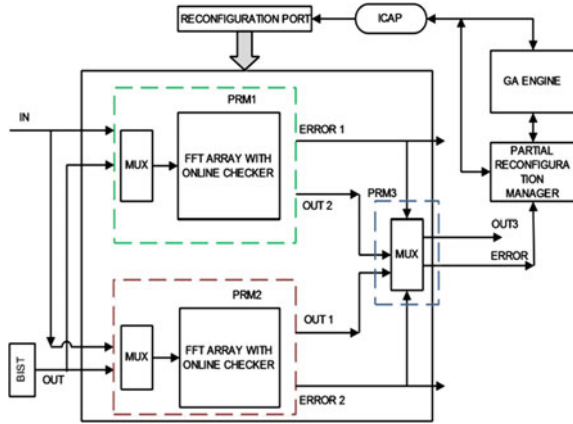 RECONFIGURATION PORT
ICAP
GA ENGINE
PARTIAL
RECONFIGURA
TION
MANAGER
IN
PRM1
MUX
FFT ARRAY WITH
ONLINE CHECKER
ERROR 1
OUT 2
PRM3
MUX
OUT3
ERROR
PRM2
MUX
FFT ARRAY WITH
ONLINE CHECKER
OUT 1
ERROR 2
BIST
OUT